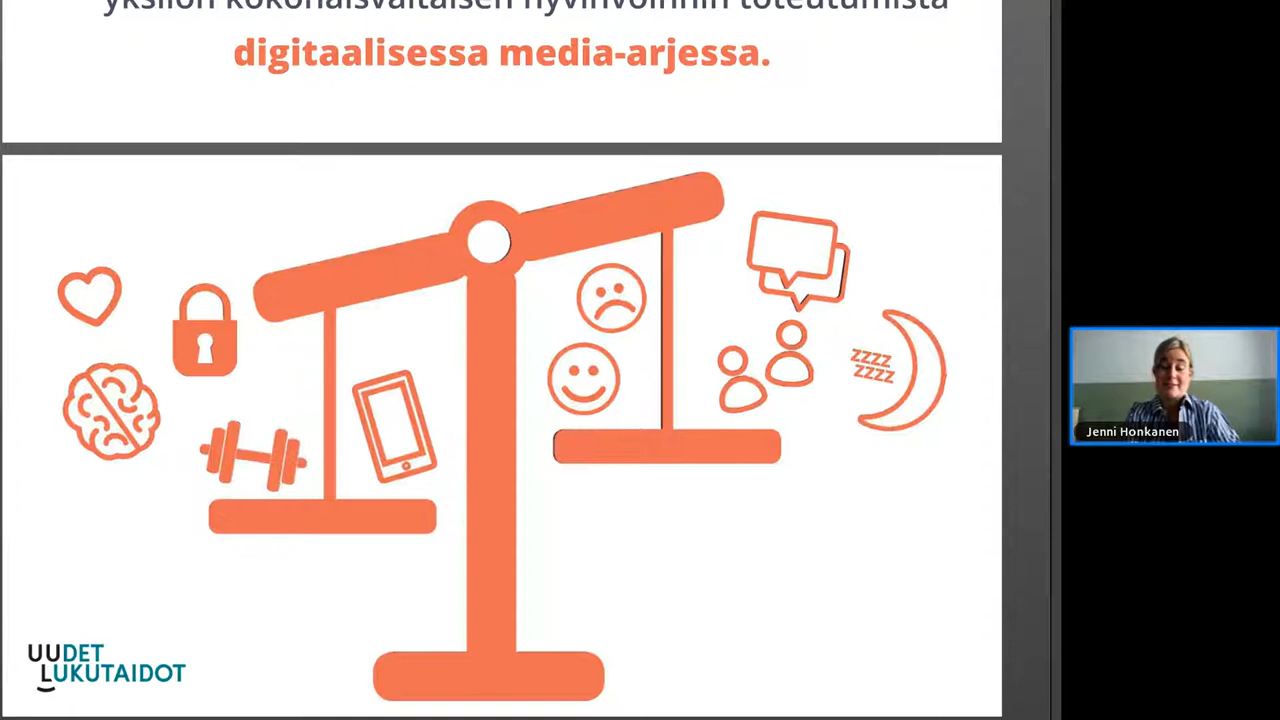 yksilön kokonaisvaltaisen hyvinvoinnin toteutumista
digitaalisessa media-arjessa.
ZZZZ
ZZZZ
Jenni Honkanen
UUDET
LUKUTAIDOT